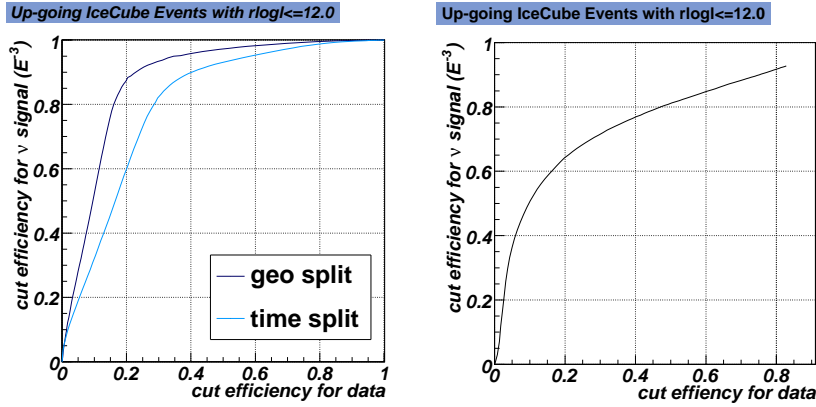 Up-going IceCube Events with rlogl<=12.0
cut efficiency for ν signal (E⁻³)
1
0.8
0.6
0.4
0.2
0
geo split
time split
0 0.2 0.4 0.6 0.8 1
cut efficiency for data
Up-going IceCube Events with rlogl<=12.0
cut efficiency for ν signal (E⁻³)
1
0.8
0.6
0.4
0.2
0
0 0.2 0.4 0.6 0.8
cut effiency for data